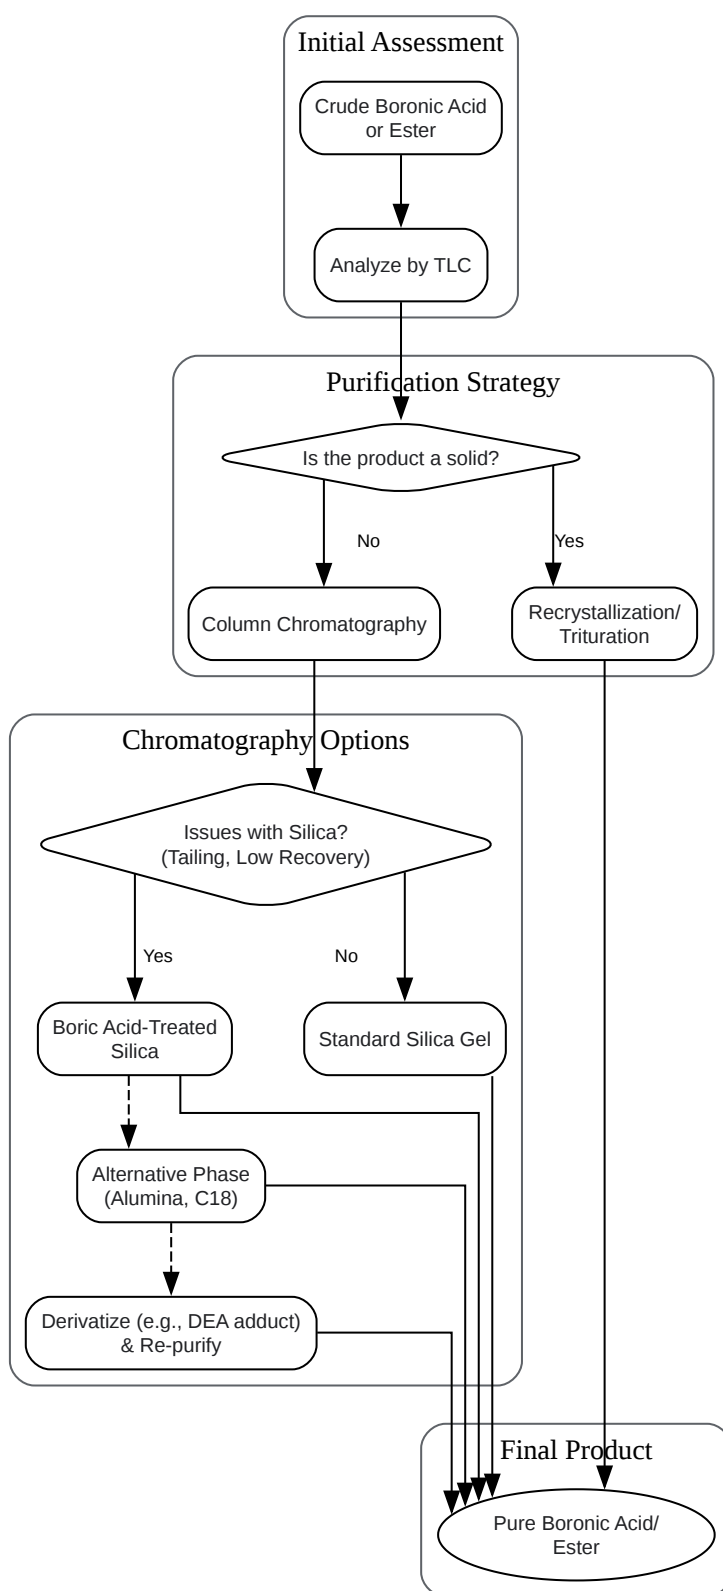 Initial Assessment
Crude Boronic Acid
or Ester
Analyze by TLC
Purification Strategy
Is the product a solid?
No
Yes
Column Chromatography
Recrystallization/
Trituration
Chromatography Options
Issues with Silica?
(Tailing, Low Recovery)
Yes
No
Boric Acid-Treated
Silica
Standard Silica Gel
Alternative Phase
(Alumina, C18)
Derivatize (e.g., DEA adduct)
& Re-purify
Final Product
Pure Boronic Acid/
Ester